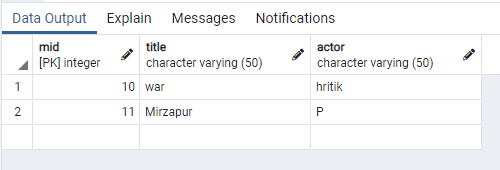 Data Output Explain Messages Notifications
mid title actor
[PK] integer character varying (50) character varying (50)
1 10 war hritik
2 11 Mirzapur P